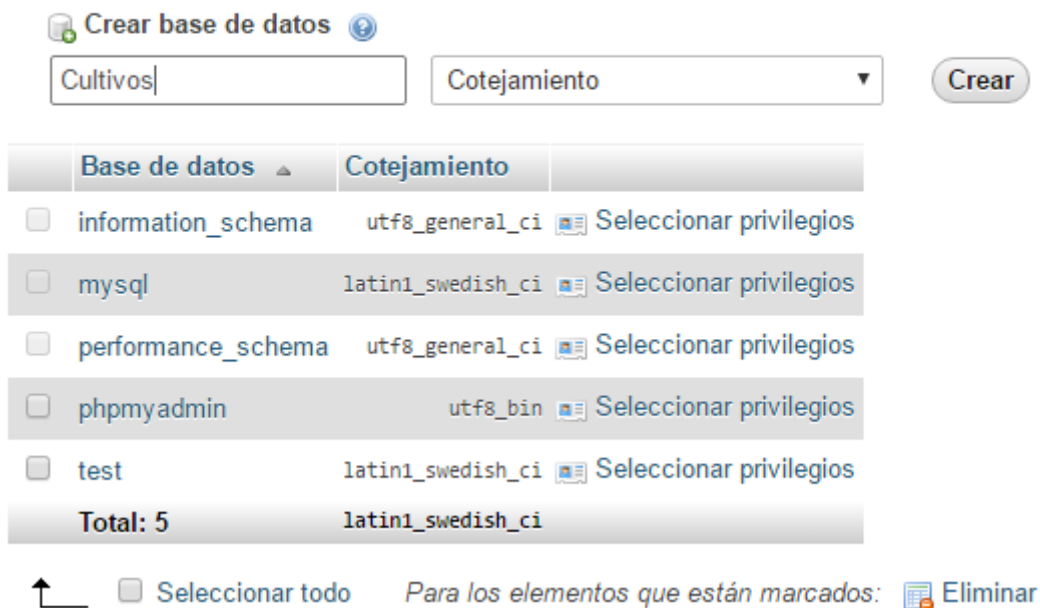 Crear base de datos
Cultivos Cotejamiento Crear
Base de datos Cotejamiento
information_schema utf8_general_ci Seleccionar privilegios
mysql latin1_swedish_ci Seleccionar privilegios
performance_schema utf8_general_ci Seleccionar privilegios
phpmyadmin utf8_bin Seleccionar privilegios
test latin1_swedish_ci Seleccionar privilegios
Total: 5 latin1_swedish_ci
Seleccionar todo Para los elementos que están marcados: Eliminar